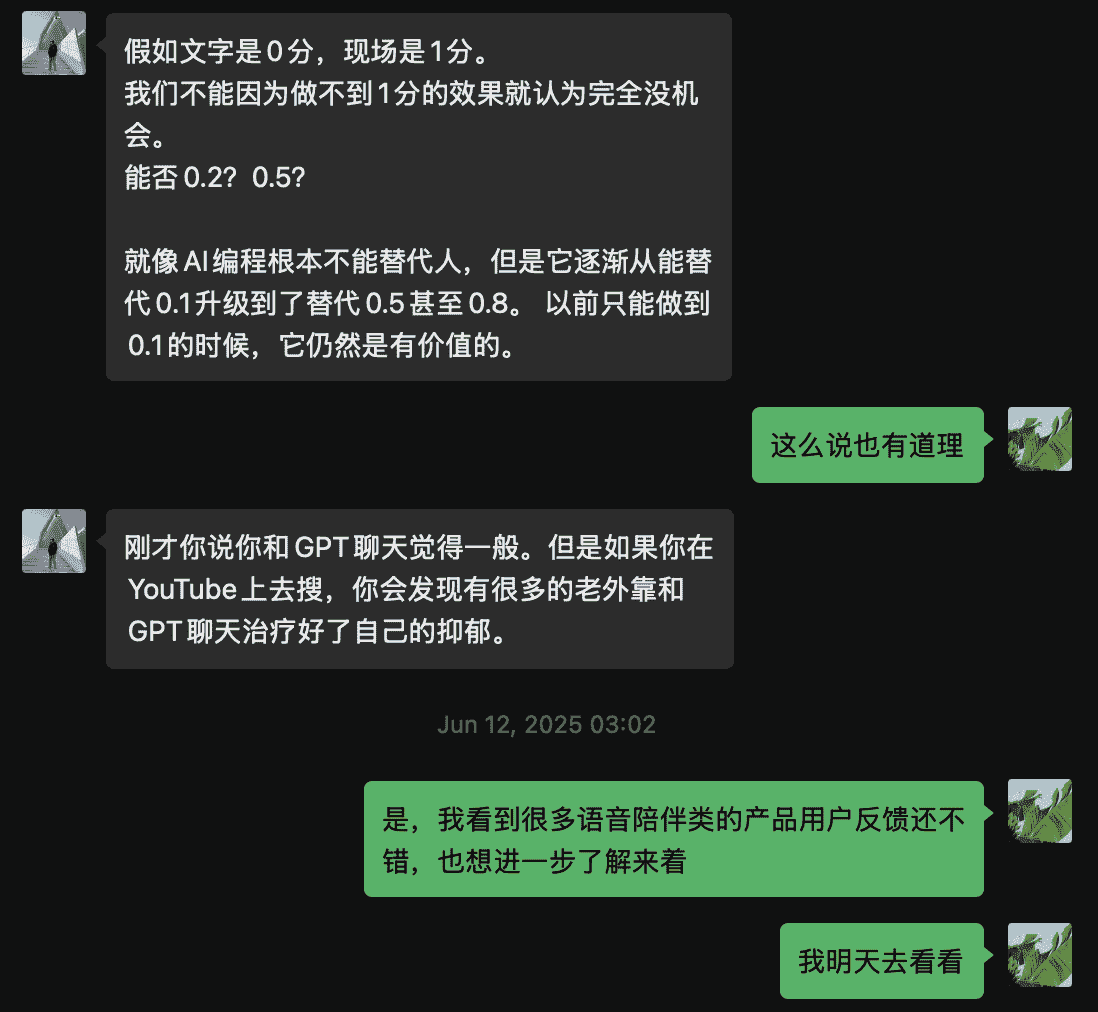 假如文字是0分，现场是1分。
我们不能因为做不到1分的效果就认为完全没机
会。
能否0.2？0.5？
就像AI编程根本不能替代人，但是它逐渐从能替
代0.1升级到了替代0.5甚至0.8。 以前只能做到
0.1的时候，它仍然是有价值的。
这么说也有道理
刚才你说你和GPT聊天觉得一般。但是如果你在
YouTube上去搜，你会发现有很多的老外靠和
GPT聊天治疗好了自己的抑郁。
Jun 12, 2025 03:02
是，我看到很多语音陪伴类的产品用户反馈还不
错，也想进一步了解来着
我明天去看看